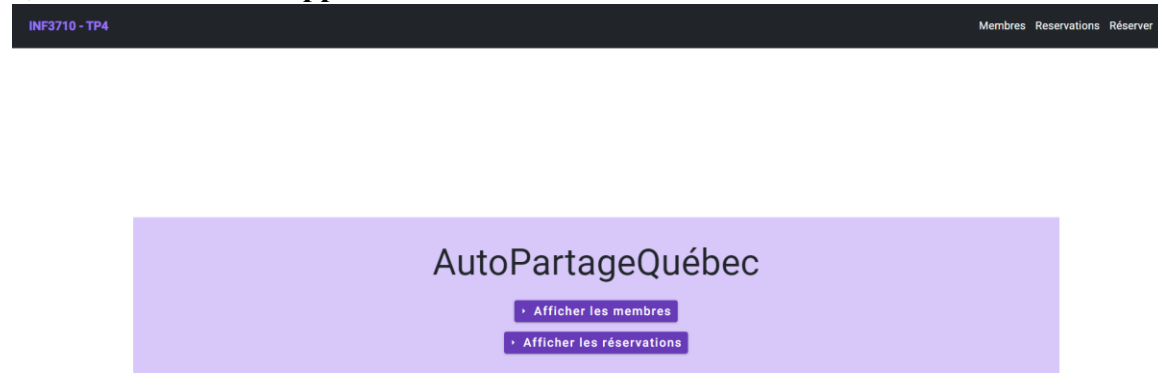 INF3710 - TP4
Membres Reservations Réserver
AutoPartageQuébec
Afficher les membres
Afficher les réservations